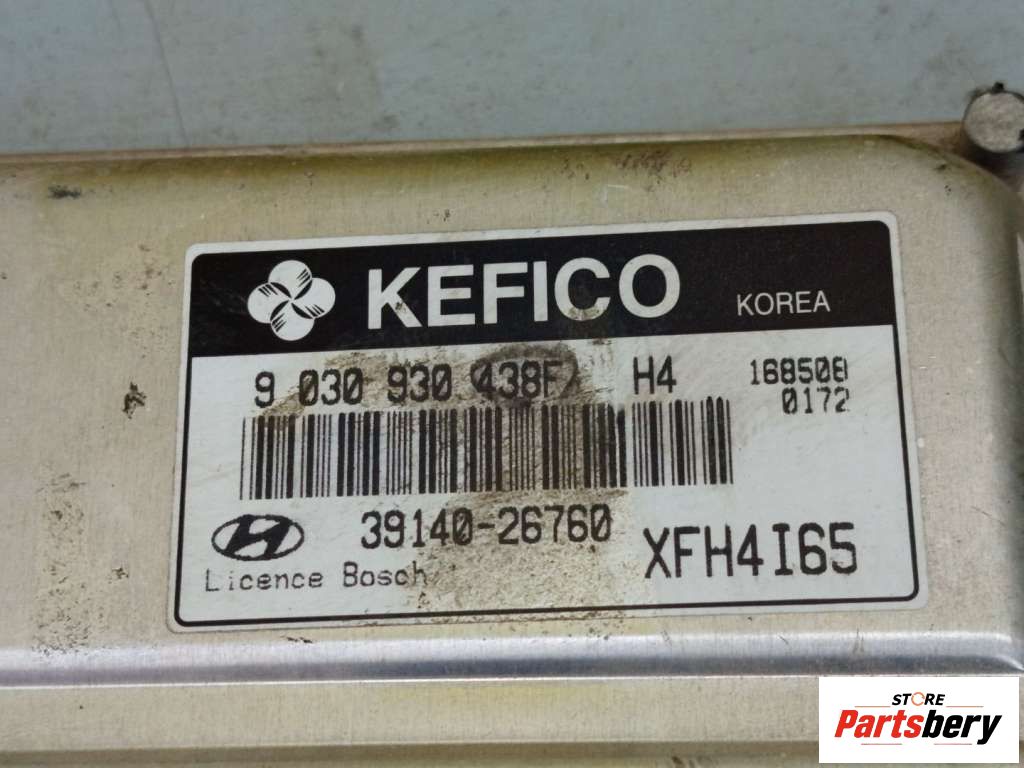 KEFICO KOREA
9 030 930 438F H4 168508
0172
39140-26760 XFH4I65
Licence Bosch
STORE
Partsbery